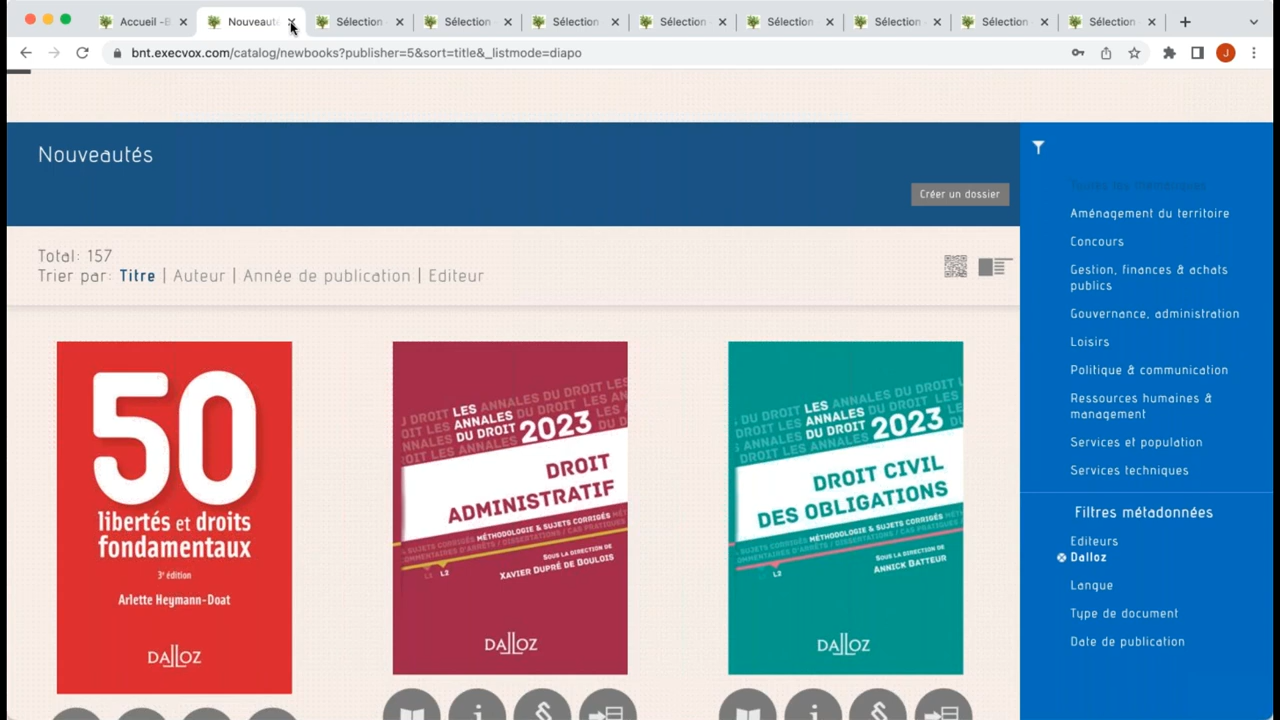 Accueil -B
Nouveaut
Sélection
Sélection
Sélection
Sélection
Sélection
Sélection
Sélection
Sélection
bnt.execvox.com/catalog/newbooks?publisher=5&sort=title&_listmode=diapo
J
Nouveautés
Créer un dossier
Total: 157
Trier par: Titre | Auteur | Année de publication | Editeur
Toutes les thématiques
Aménagement du territoire
Concours
Gestion, finances & achats
publics
Gouvernance, administration
Loisirs
Politique & communication
Ressources humaines &
management
Services et population
Services techniques
Filtres métadonnées
Editeurs
Dalloz
Langue
Type de document
Date de publication
50
libertés et droits
fondamentaux
3e édition
Arlette Heymann-Doat
DALLOZ
LES ANNALES DU DROIT
2023
DROIT
ADMINISTRATIF
MÉTHODOLOGIE & SUJETS CORRIGÉS
L1 L2
SOUS LA DIRECTION DE
XAVIER DUPRÉ DE BOULOIS
DALLOZ
LES ANNALES DU DROIT
2023
DROIT CIVIL
DES OBLIGATIONS
MÉTHODOLOGIE & SUJETS CORRIGÉS
L2
SOUS LA DIRECTION DE
ANNICK BATTEUR
DALLOZ